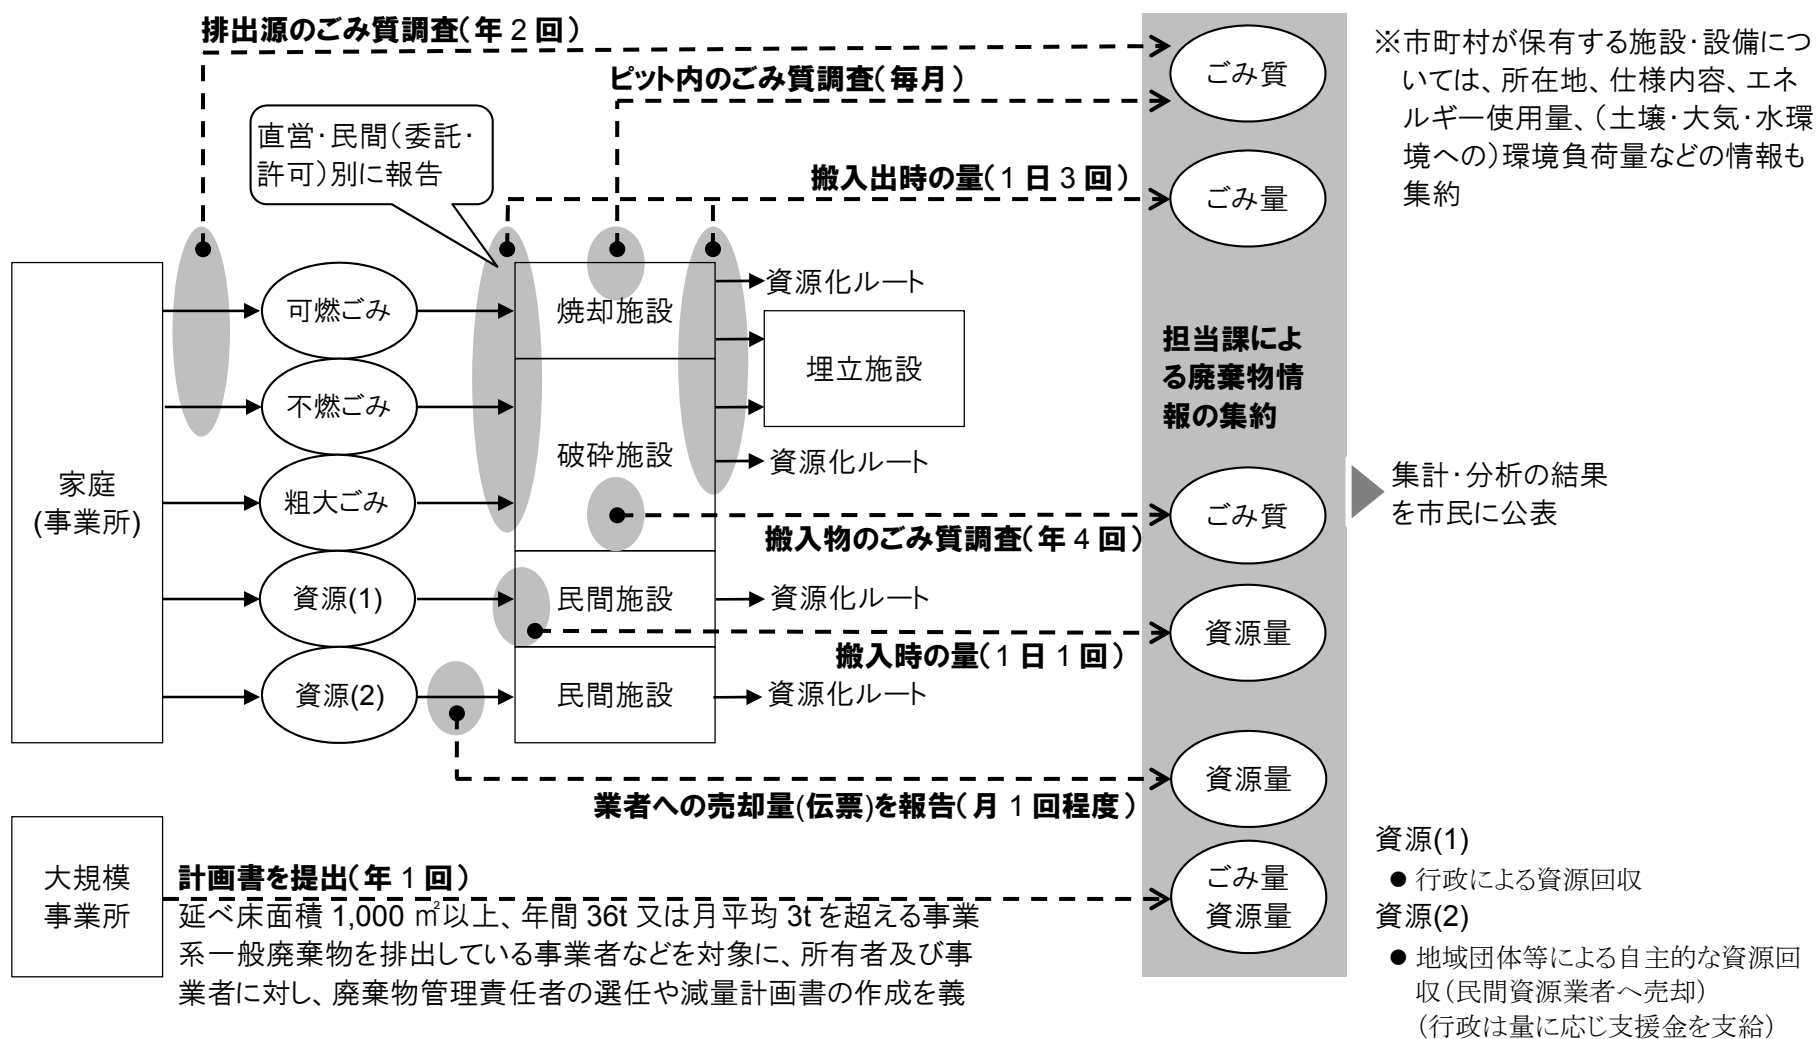 排出源のごみ質調査(年 2 回)
ピット内のごみ質調査(毎月)
直営･民間(委託･
許可)別に報告
搬入出時の量(1 日 3 回)
ごみ質
ごみ量
※市町村が保有する施設･設備につ
いては、所在地、仕様内容、エネ
ルギー使用量、(土壌･大気･水環
境への)環境負荷量などの情報も
集約
家庭
(事業所)
可燃ごみ
不燃ごみ
粗大ごみ
資源(1)
資源(2)
焼却施設
破砕施設
民間施設
民間施設
資源化ルート
埋立施設
資源化ルート
搬入物のごみ質調査(年 4 回)
資源化ルート
搬入時の量(1 日 1 回)
資源化ルート
業者への売却量(伝票)を報告(月 1 回程度)
担当課によ
る廃棄物情
報の集約
ごみ質
資源量
資源量
ごみ量
資源量
集計･分析の結果
を市民に公表
大規模
事業所
計画書を提出(年 1 回)
延べ床面積 1,000 ㎡以上、年間 36t 又は月平均 3t を超える事業
系一般廃棄物を排出している事業者などを対象に、所有者及び事
業者に対し、廃棄物管理責任者の選任や減量計画書の作成を義
資源(1)
● 行政による資源回収
資源(2)
● 地域団体等による自主的な資源回
収(民間資源業者へ売却)
(行政は量に応じ支援金を支給)